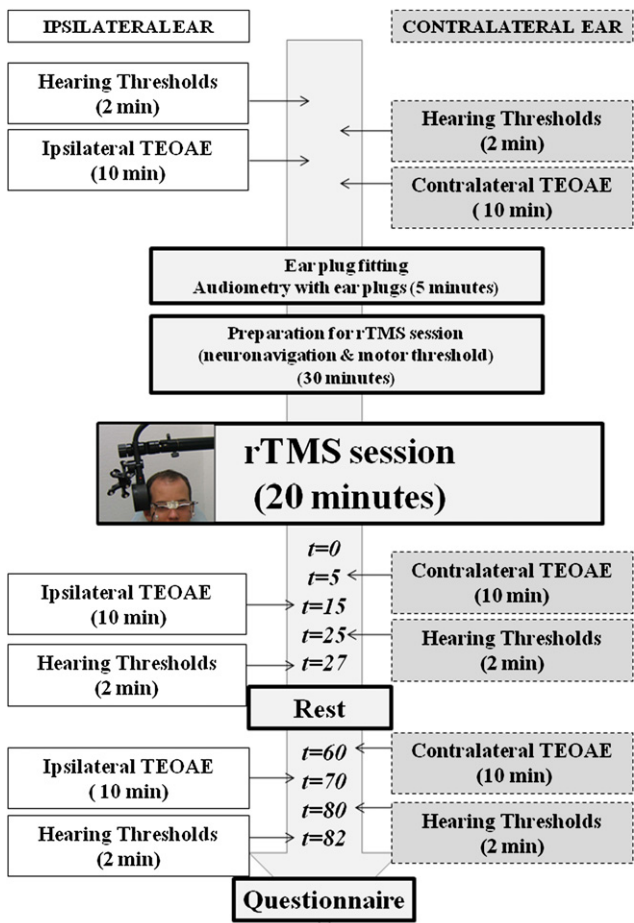 IPSILATERAL EAR
CONTRALATERAL EAR
Hearing Thresholds
(2 min)
Hearing Thresholds
(2 min)
Ipsilateral TEOAE
(10 min)
Contralateral TEOAE
( 10 min)
Ear plug fitting
Audiometry with ear plugs (5 minutes)
Preparation for rTMS session
(neuronavigation & motor threshold)
(30 minutes)
rTMS session
(20 minutes)
t=0
t=5
Contralateral TEOAE
(10 min)
Ipsilateral TEOAE
(10 min)
t=15
t=25
Hearing Thresholds
(2 min)
Hearing Thresholds
(2 min)
t=27
Rest
t=60
Contralateral TEOAE
(10 min)
Ipsilateral TEOAE
( 10 min)
t=70
t=80
Hearing Thresholds
(2 min)
Hearing Thresholds
(2 min)
t=82
Questionnaire